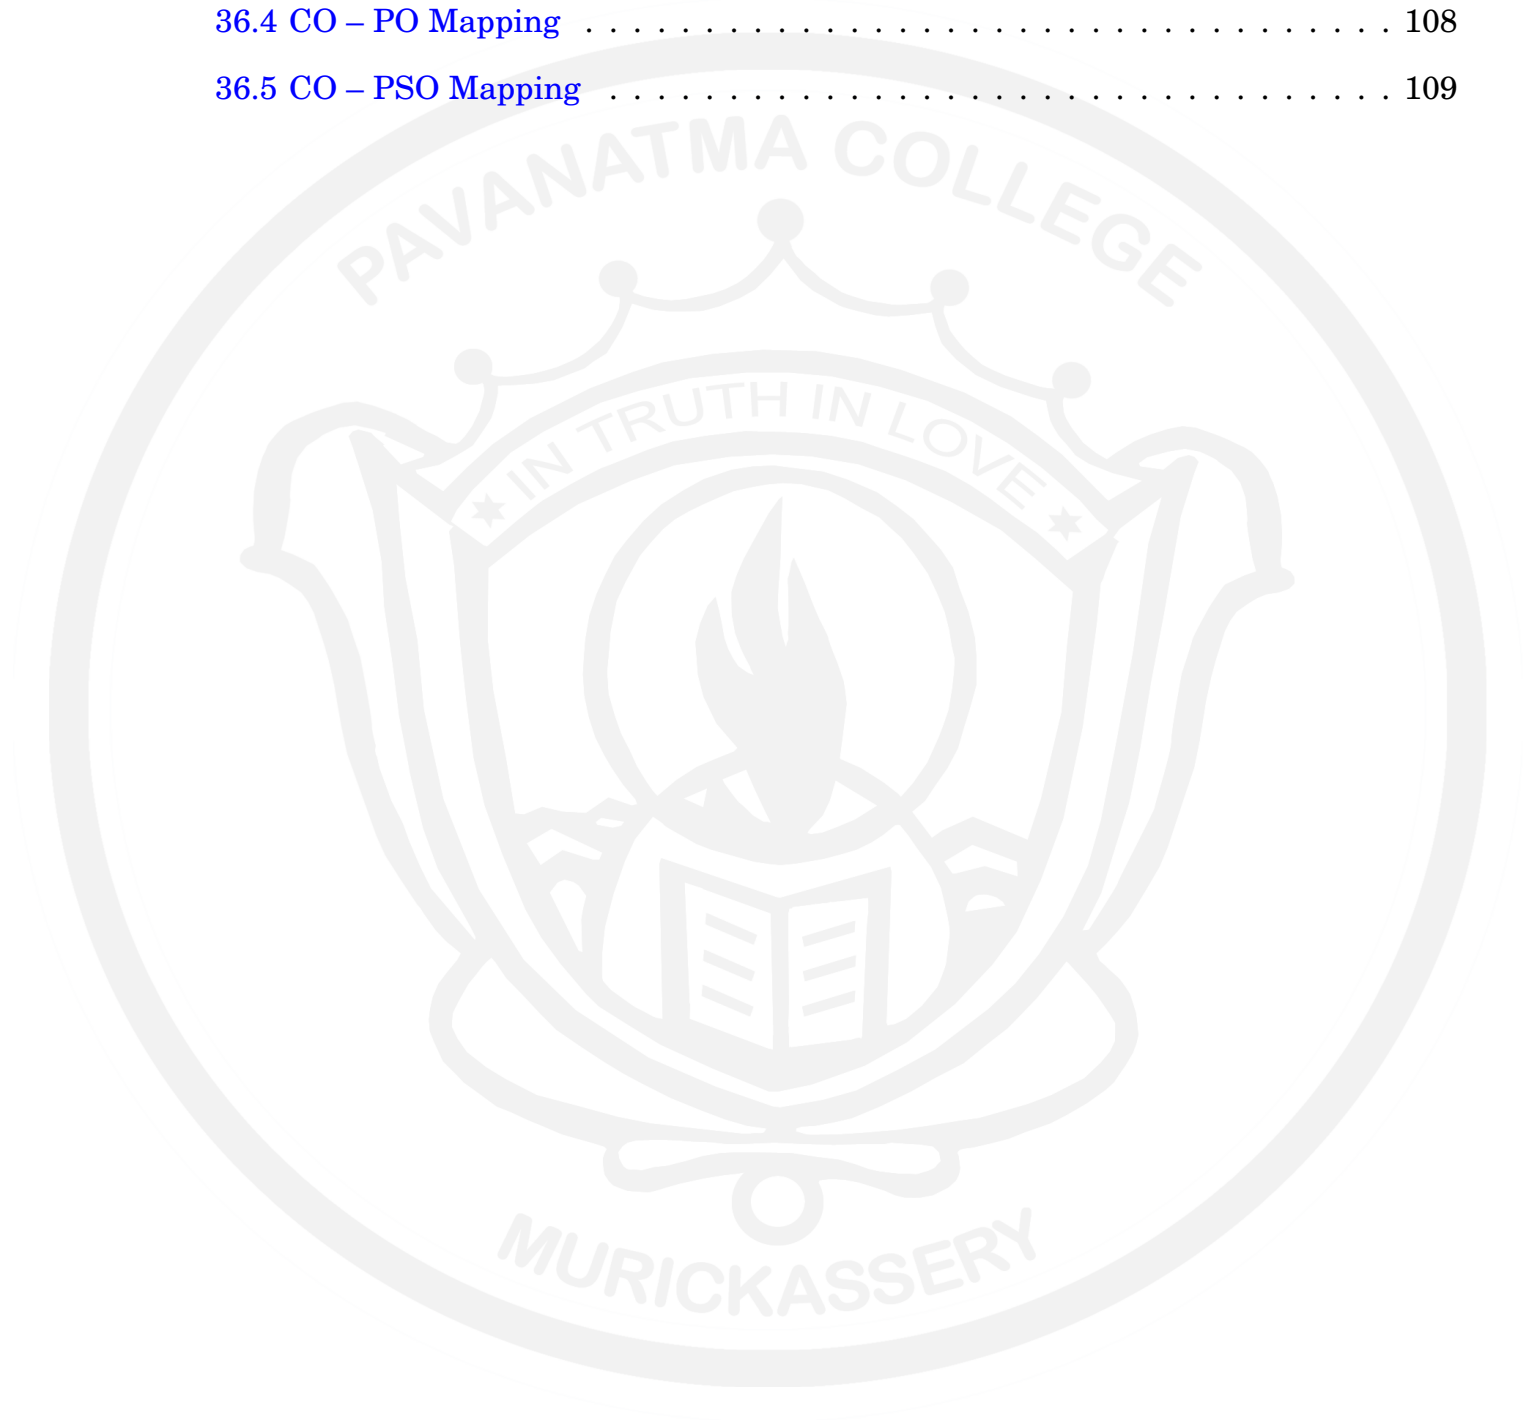 36.4 CO – PO Mapping . . . . . . . . . . . . . . . . . . . . . . . . . . . . . . . . . . 108
36.5 CO – PSO Mapping . . . . . . . . . . . . . . . . . . . . . . . . . . . . . . . . . 109
PAVANATMA COLLEGE
IN TRUTH IN LOVE
MURICKASSERY